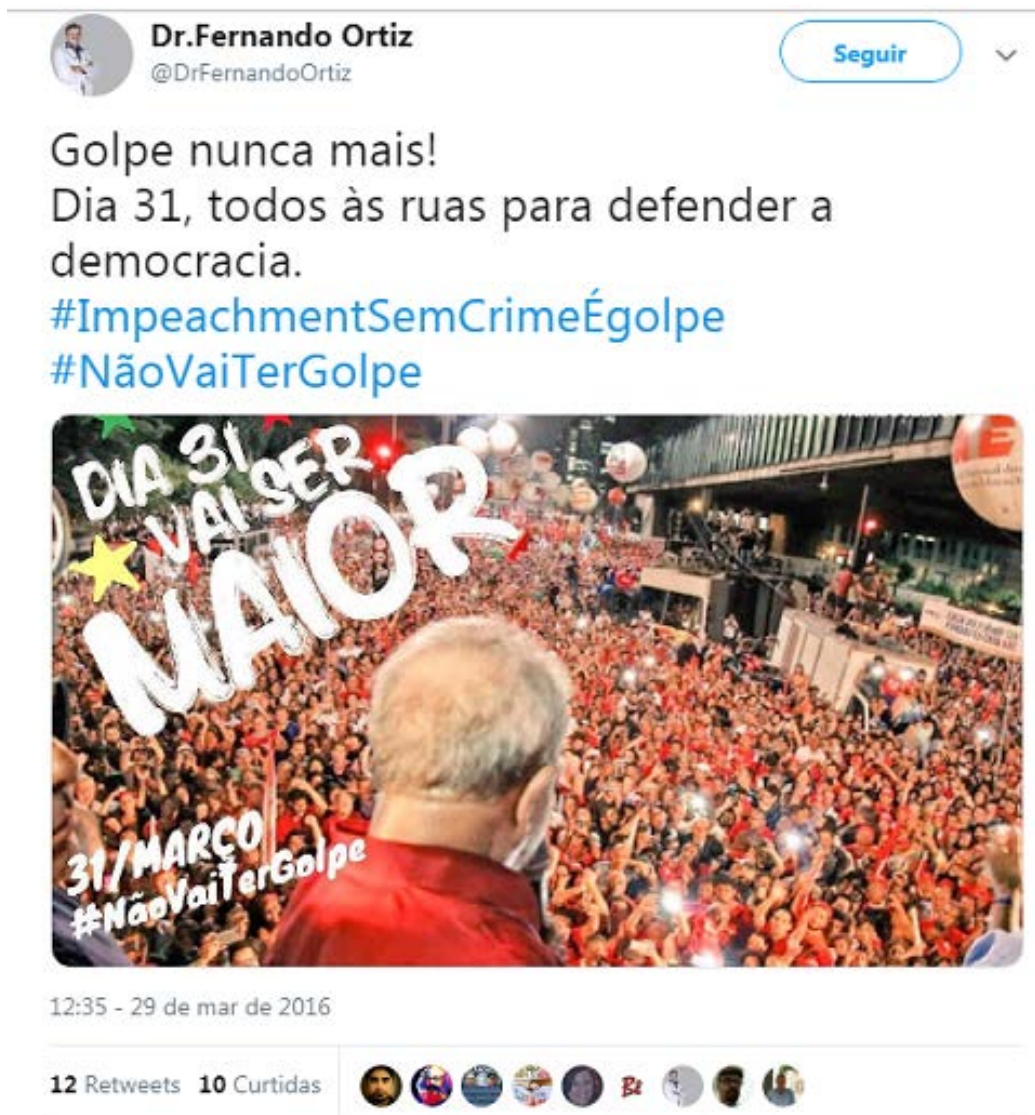 Dr.Fernando Ortiz
@DrFernandoOrtiz
Seguir
Golpe nunca mais!
Dia 31, todos às ruas para defender a
democracia.
#ImpeachmentSemCrimeÉgolpe
#NãoVaiTerGolpe
DIA 31
VAI SER
MAIOR
31/MARÇO
#NãoVaiTerGolpe
12:35 - 29 de mar de 2016
12 Retweets 10 Curtidas